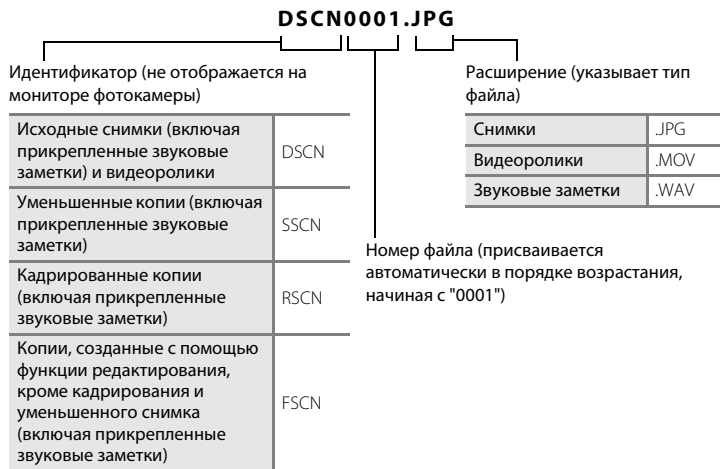 DSCN0001.JPG
Идентификатор (не отображается на
мониторе фотокамеры)
Исходные снимки (включая
прикрепленные звуковые
заметки) и видеоролики
DSCN
Уменьшенные копии (включая
прикрепленные звуковые
заметки)
SSCN
Кадрированные копии
(включая прикрепленные
звуковые заметки)
RSCN
Копии, созданные с помощью
функции редактирования,
кроме кадрирования и
уменьшенного снимка
(включая прикрепленные
звуковые заметки)
FSCN
Номер файла (присваивается
автоматически в порядке возрастания,
начиная с "0001")
Расширение (указывает тип
файла)
Снимки .JPG
Видеоролики .MOV
Звуковые заметки .WAV